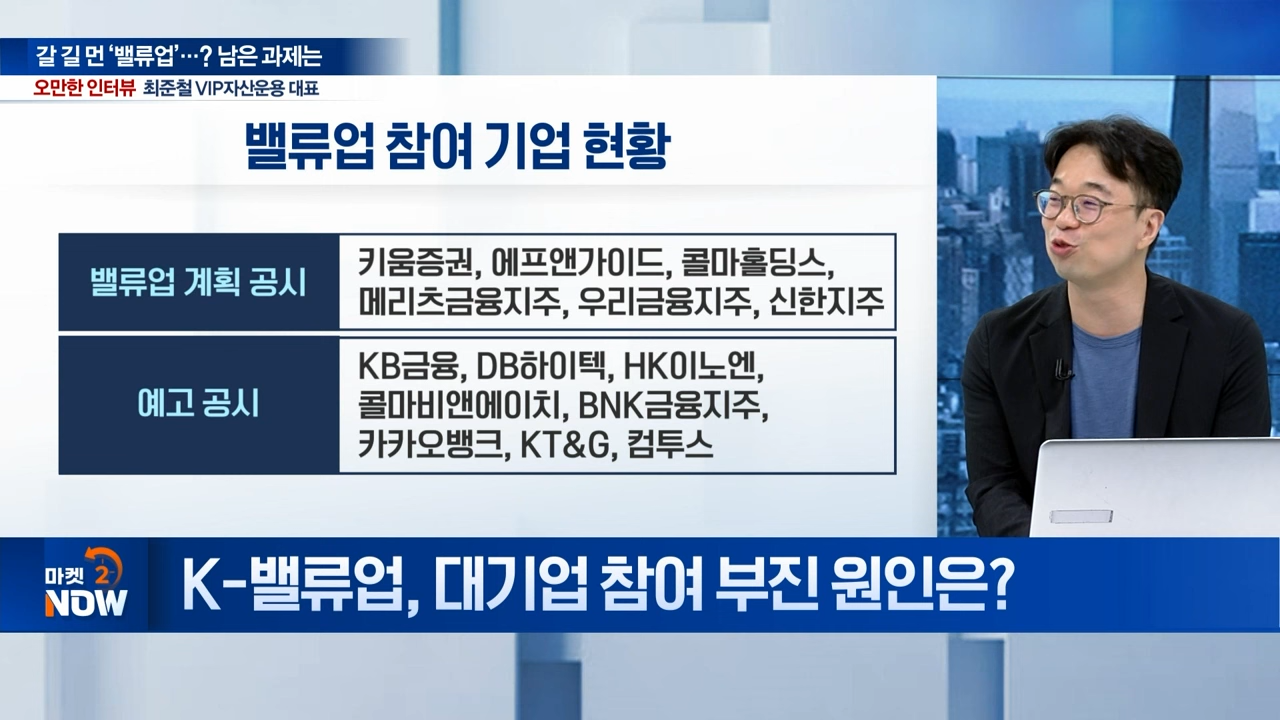 갈 길 먼 '밸류업'…? 남은 과제는
오만한 인터뷰 최준철 VIP자산운용 대표
밸류업 참여 기업 현황
밸류업 계획 공시
키움증권, 에프앤가이드, 콜마홀딩스,
메리츠금융지주, 우리금융지주, 신한지주
예고 공시
KB금융, DB하이텍, HK이노엔,
콜마비앤에이치, BNK금융지주,
카카오뱅크, KT&G, 컴투스
마켓 2
NOW
K-밸류업, 대기업 참여 부진 원인은?